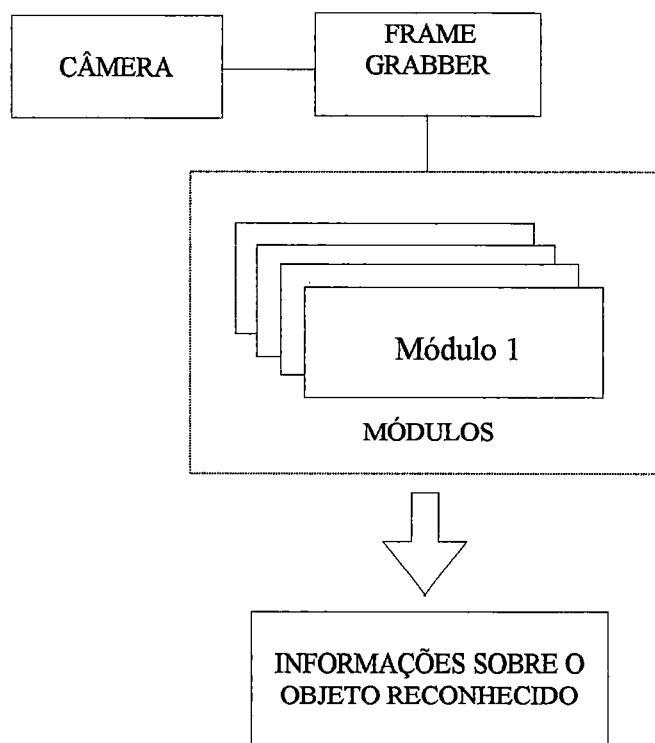 CÂMERA
FRAME
GRABBER
Módulo 1
MÓDULOS
INFORMAÇÕES SOBRE O
OBJETO RECONHECIDO